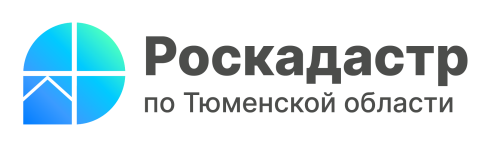 Роскадастр
по Тюменской области